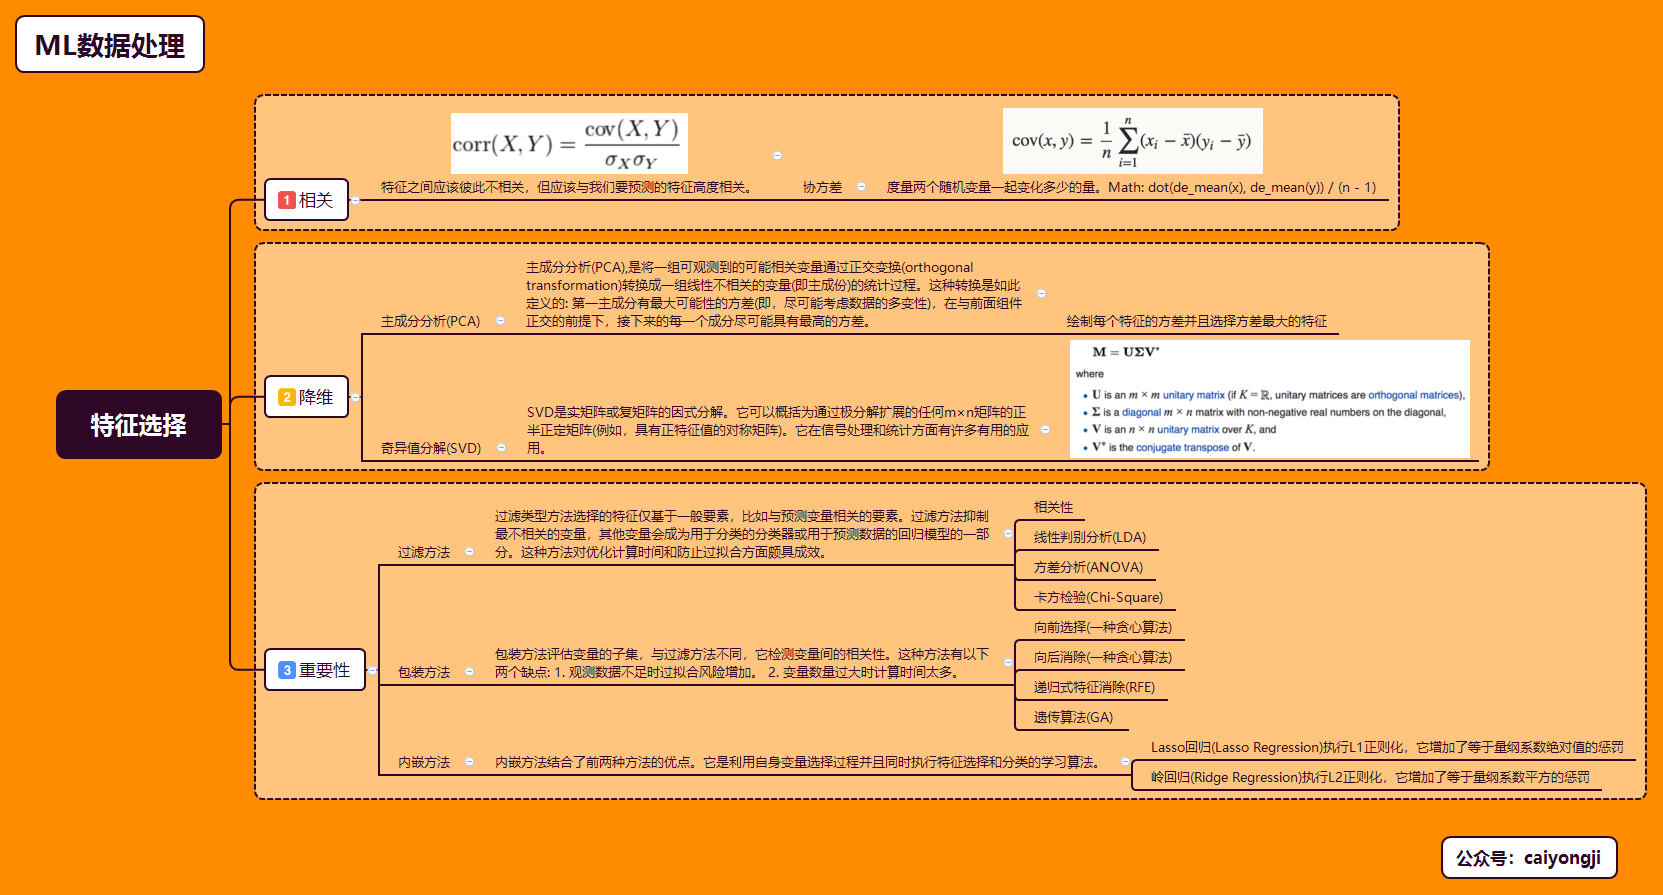 ML数据处理
特征选择
1 相关
corr(X, Y) = cov(X, Y) / σX σY
特征之间应该彼此不相关，但应该与我们要预测的特征高度相关。
协方差
cov(x, y) = 1/n ∑ i=1 n (xi − x̄)(yi − ȳ)
度量两个随机变量一起变化多少的量。Math: dot(de_mean(x), de_mean(y)) / (n - 1)
2 降维
主成分分析(PCA)
主成分分析(PCA),是将一组可观测到的可能相关变量通过正交变换(orthogonal
transformation)转换成一组线性不相关的变量(即主成份)的统计过程。这种转换是如此
定义的: 第一主成分有最大可能性的方差(即，尽可能考虑数据的多变性)，在与前面组件
正交的前提下，接下来的每一个成分尽可能具有最高的方差。
绘制每个特征的方差并且选择方差最大的特征
奇异值分解(SVD)
SVD是实矩阵或复矩阵的因式分解。它可以概括为通过极分解扩展的任何m×n矩阵的正
半正定矩阵(例如，具有正特征值的对称矩阵)。它在信号处理和统计方面有许多有用的应
用。
M = UΣV*
where
• U is an m × m unitary matrix (if K = ℝ, unitary matrices are orthogonal matrices),
• Σ is a diagonal m × n matrix with non-negative real numbers on the diagonal,
• V is an n × n unitary matrix over K, and
• V* is the conjugate transpose of V.
3 重要性
过滤方法
过滤类型方法选择的特征仅基于一般要素，比如与预测变量相关的要素。过滤方法抑制
最不相关的变量，其他变量会成为用于分类的分类器或用于预测数据的回归模型的一部
分。这种方法对优化计算时间和防止过拟合方面颇具成效。
相关性
线性判别分析(LDA)
方差分析(ANOVA)
卡方检验(Chi-Square)
包装方法
包装方法评估变量的子集，与过滤方法不同，它检测变量间的相关性。这种方法有以下
两个缺点: 1. 观测数据不足时过拟合风险增加。 2. 变量数量过大时计算时间太多。
向前选择(一种贪心算法)
向后消除(一种贪心算法)
递归式特征消除(RFE)
遗传算法(GA)
内嵌方法
内嵌方法结合了前两种方法的优点。它是利用自身变量选择过程并且同时执行特征选择和分类的学习算法。
Lasso回归(Lasso Regression)执行L1正则化，它增加了等于量纲系数绝对值的惩罚
岭回归(Ridge Regression)执行L2正则化，它增加了等于量纲系数平方的惩罚
公众号：caiyongji